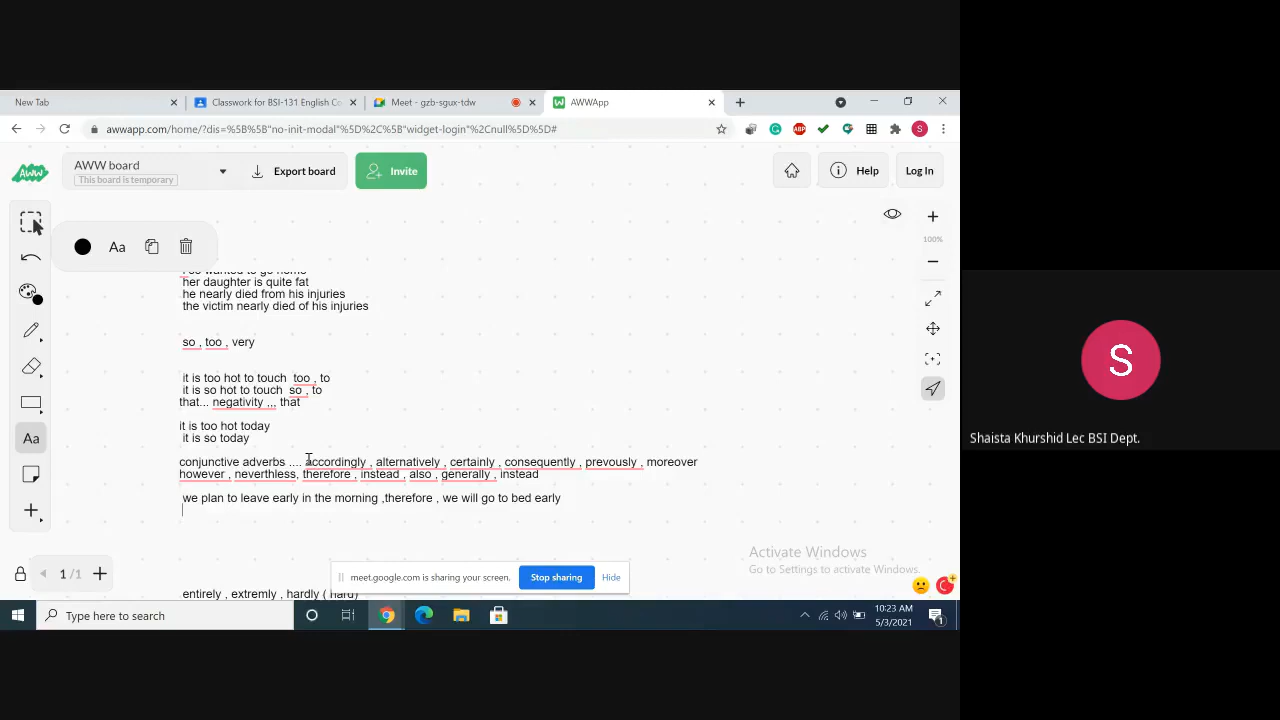 New Tab
Classwork for BSI-131 English Co
Meet - gzb-sgux-tdw
AWWApp
awwapp.com/home/?dis=%5B%5B"no-init-modal"%5D%2C%5B"widget-login"%2Cnull%5D%5D#
S
AWW
AWW board
This board is temporary
Export board
Invite
Help
Log In
Aa
100%
wanted to go home
her daughter is quite fat
he nearly died from his injuries
the victim nearly died of his injuries
so , too , very
it is too hot to touch too , to
it is so hot to touch so , to
that... negativity ,,, that
it is too hot today
it is so today
conjunctive adverbs .... accordingly , alternatively , certainly , consequently , prevously , moreover
however , neverthless, therefore , instead , also , generally , instead
we plan to leave early in the morning ,therefore , we will go to bed early
Aa
1 /1
meet.google.com is sharing your screen.
Stop sharing
Hide
entirely , extremly , hardly ( hard)
Activate Windows
Go to Settings to activate Windows.
Type here to search
10:23 AM
5/3/2021
1
S
Shaista Khurshid Lec BSI Dept.